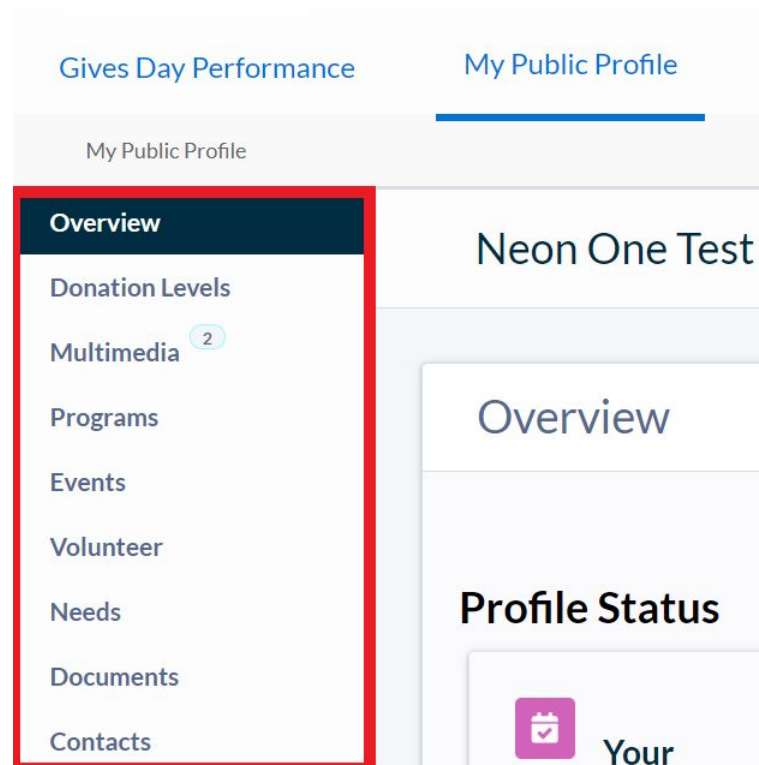 Gives Day Performance
My Public Profile
My Public Profile
Overview
Donation Levels
Multimedia 2
Programs
Events
Volunteer
Needs
Documents
Contacts
Neon One Test
Overview
Profile Status
Your